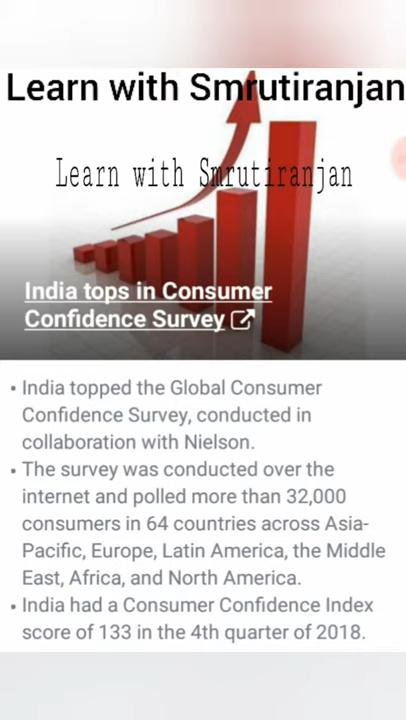 Learn with Smrutiranjan
Learn with Smrutiranjan
India tops in Consumer
Confidence Survey
• India topped the Global Consumer
Confidence Survey, conducted in
collaboration with Nielson.
• The survey was conducted over the
internet and polled more than 32,000
consumers in 64 countries across Asia-
Pacific, Europe, Latin America, the Middle
East, Africa, and North America.
• India had a Consumer Confidence Index
score of 133 in the 4th quarter of 2018.